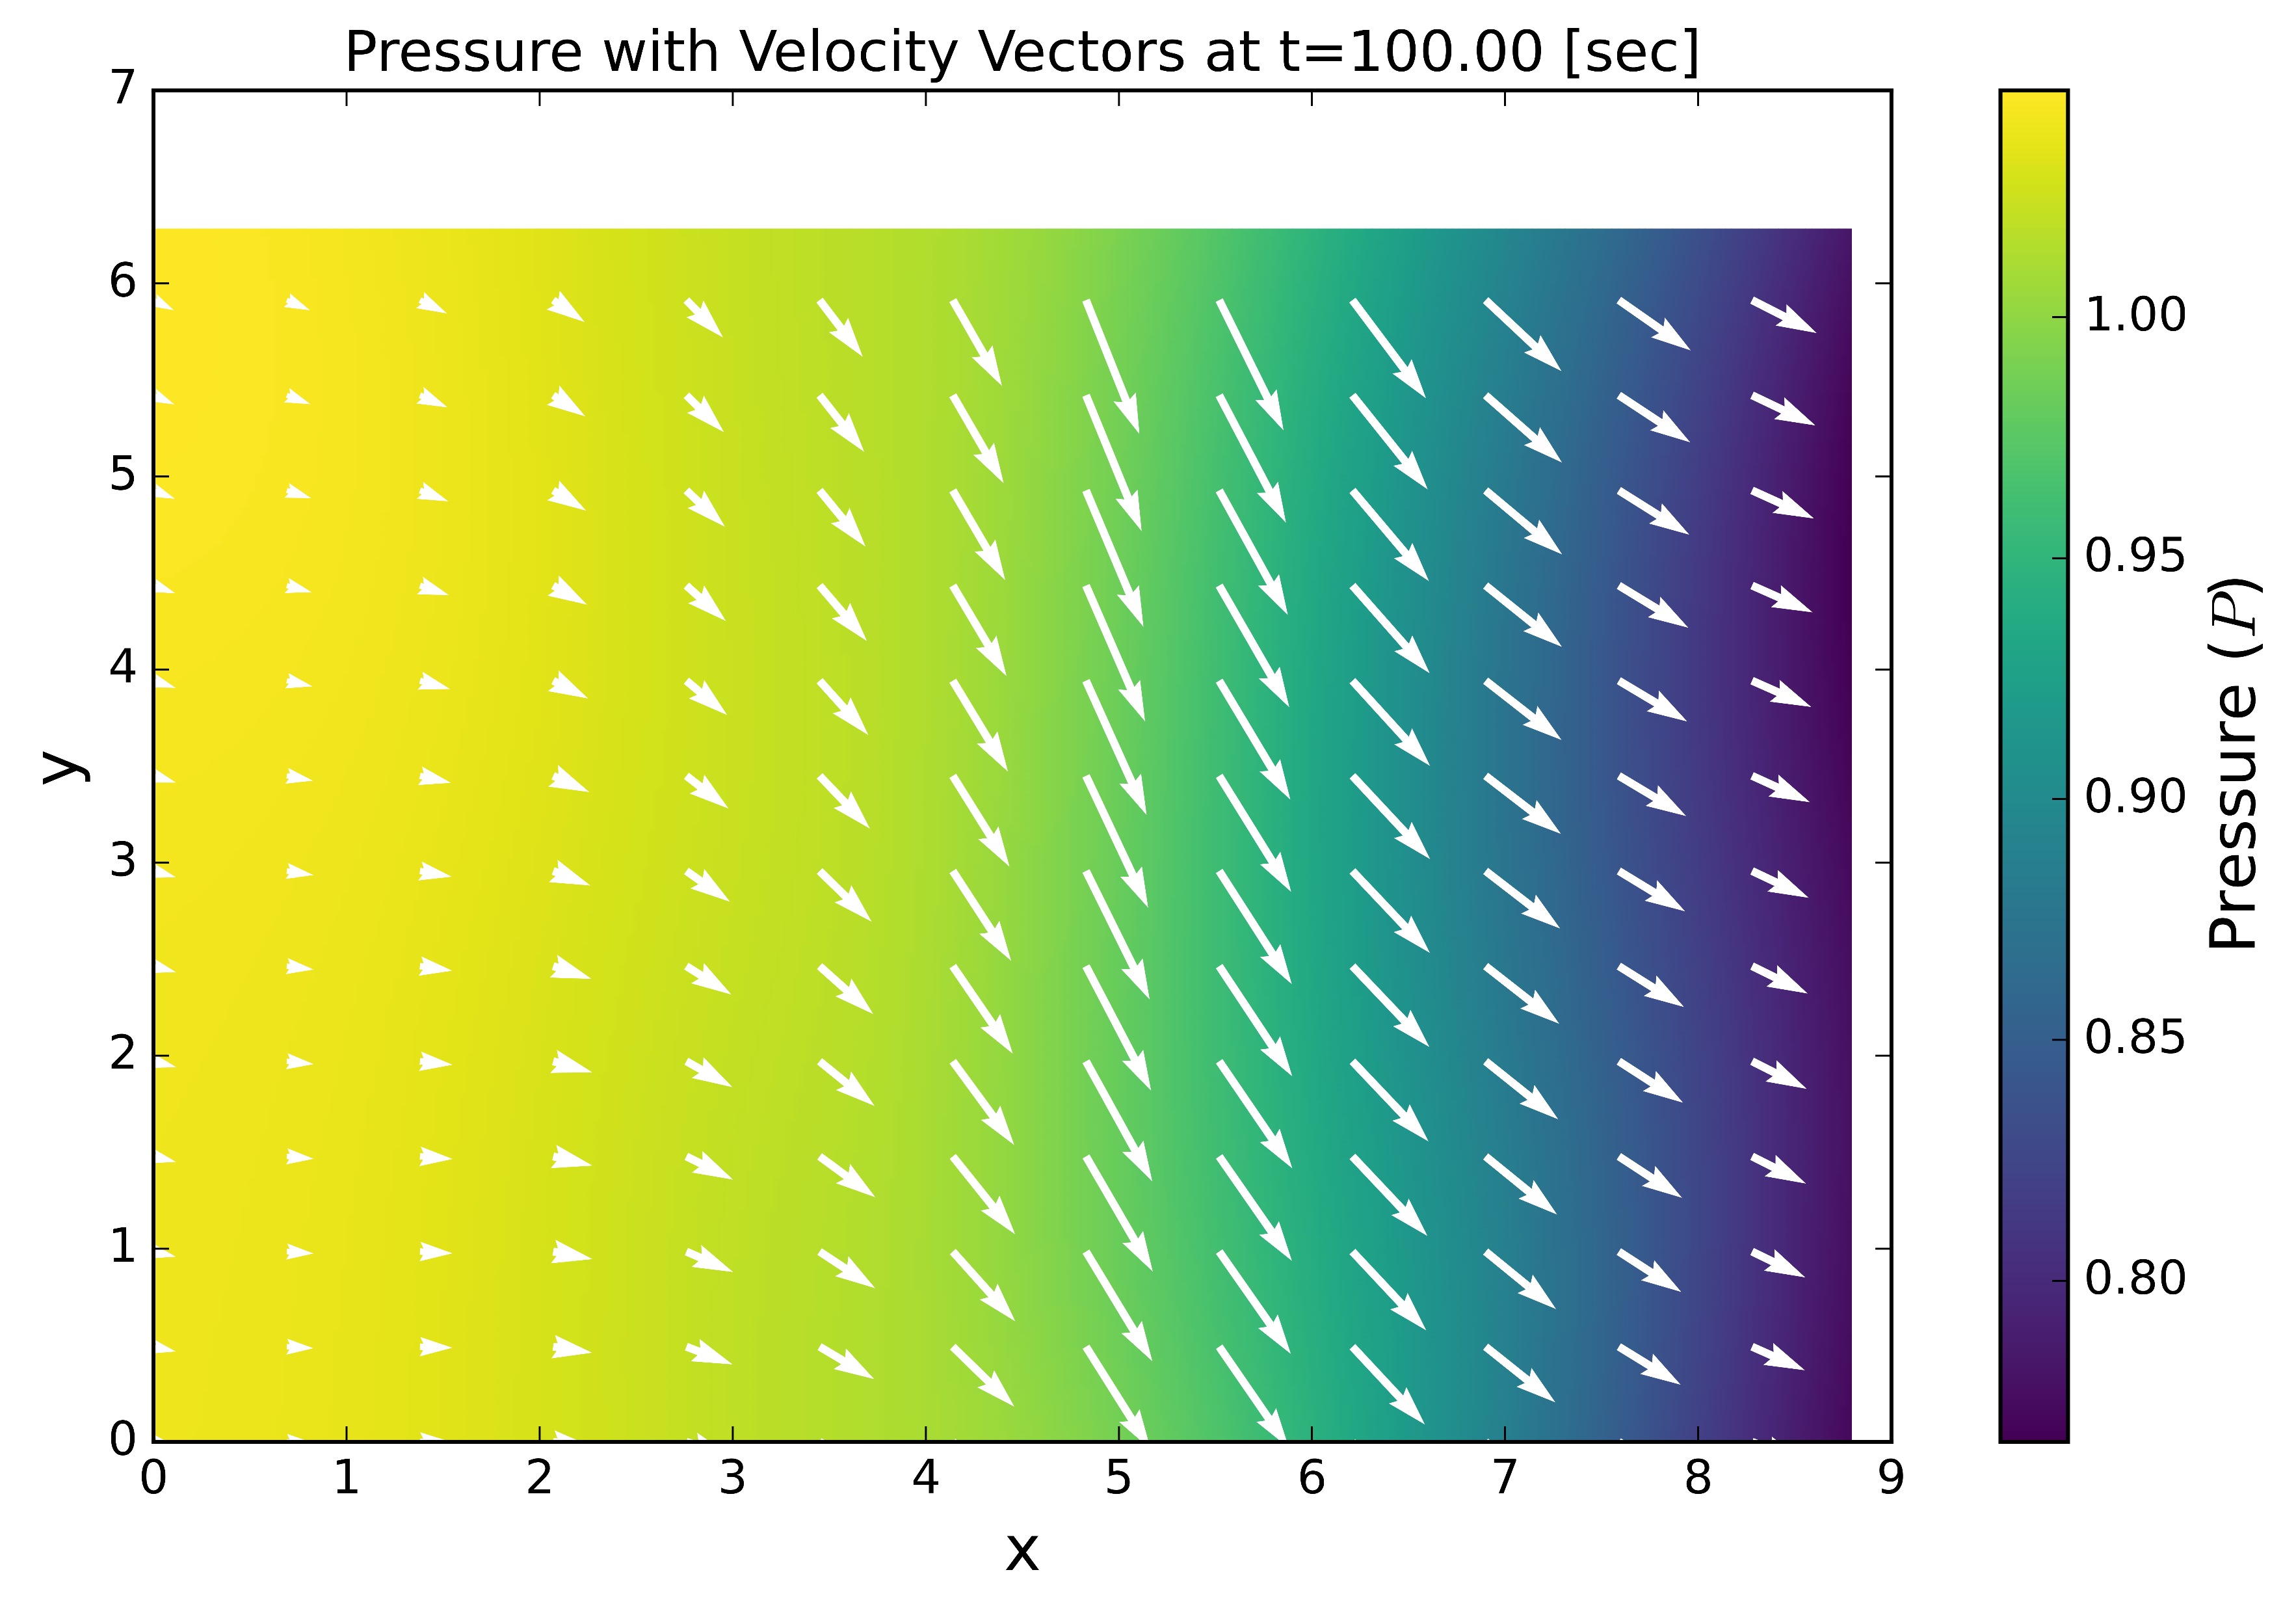 Pressure with Velocity Vectors at t=100.00 [sec]
7
6
5
4
3
2
1
0
y
0 1 2 3 4 5 6 7 8 9
x
1.00
0.95
0.90
0.85
0.80
Pressure (P)